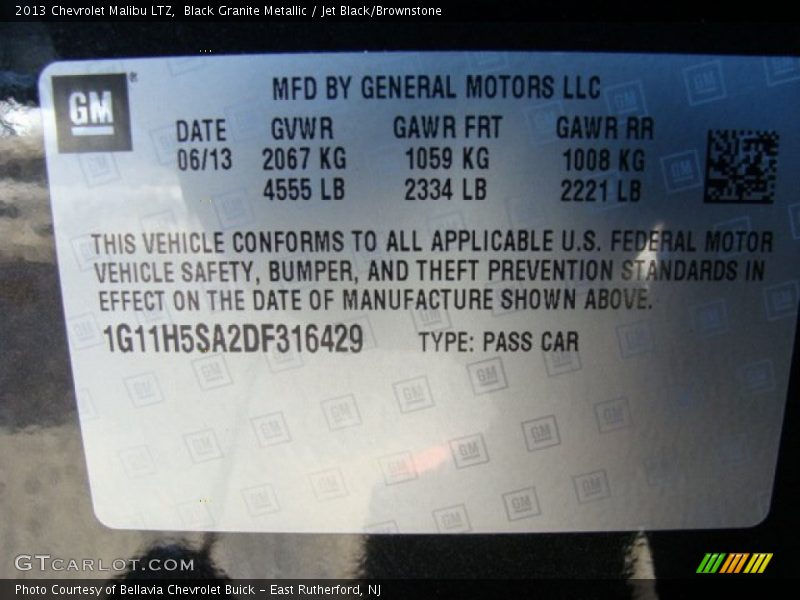 2013 Chevrolet Malibu LTZ, Black Granite Metallic / Jet Black/Brownstone
GM ®
MFD BY GENERAL MOTORS LLC
DATE GVWR GAWR FRT GAWR RR
06/13 2067 KG 1059 KG 1008 KG
4555 LB 2334 LB 2221 LB
THIS VEHICLE CONFORMS TO ALL APPLICABLE U.S. FEDERAL MOTOR
VEHICLE SAFETY, BUMPER, AND THEFT PREVENTION STANDARDS IN
EFFECT ON THE DATE OF MANUFACTURE SHOWN ABOVE.
1G11H5SA2DF316429 TYPE: PASS CAR
GTCARLOT.COM
Photo Courtesy of Bellavia Chevrolet Buick - East Rutherford, NJ